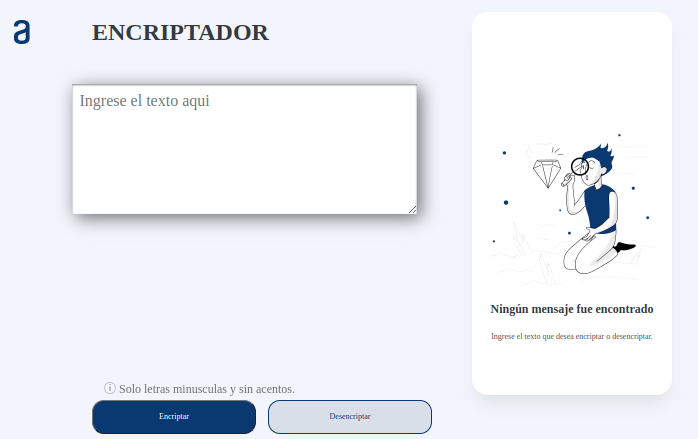 a
ENCRIPTADOR
Ingrese el texto aqui
Solo letras minusculas y sin acentos.
Encriptar
Desencriptar
Ningún mensaje fue encontrado
Ingrese el texto que desea encriptar o desencriptar.